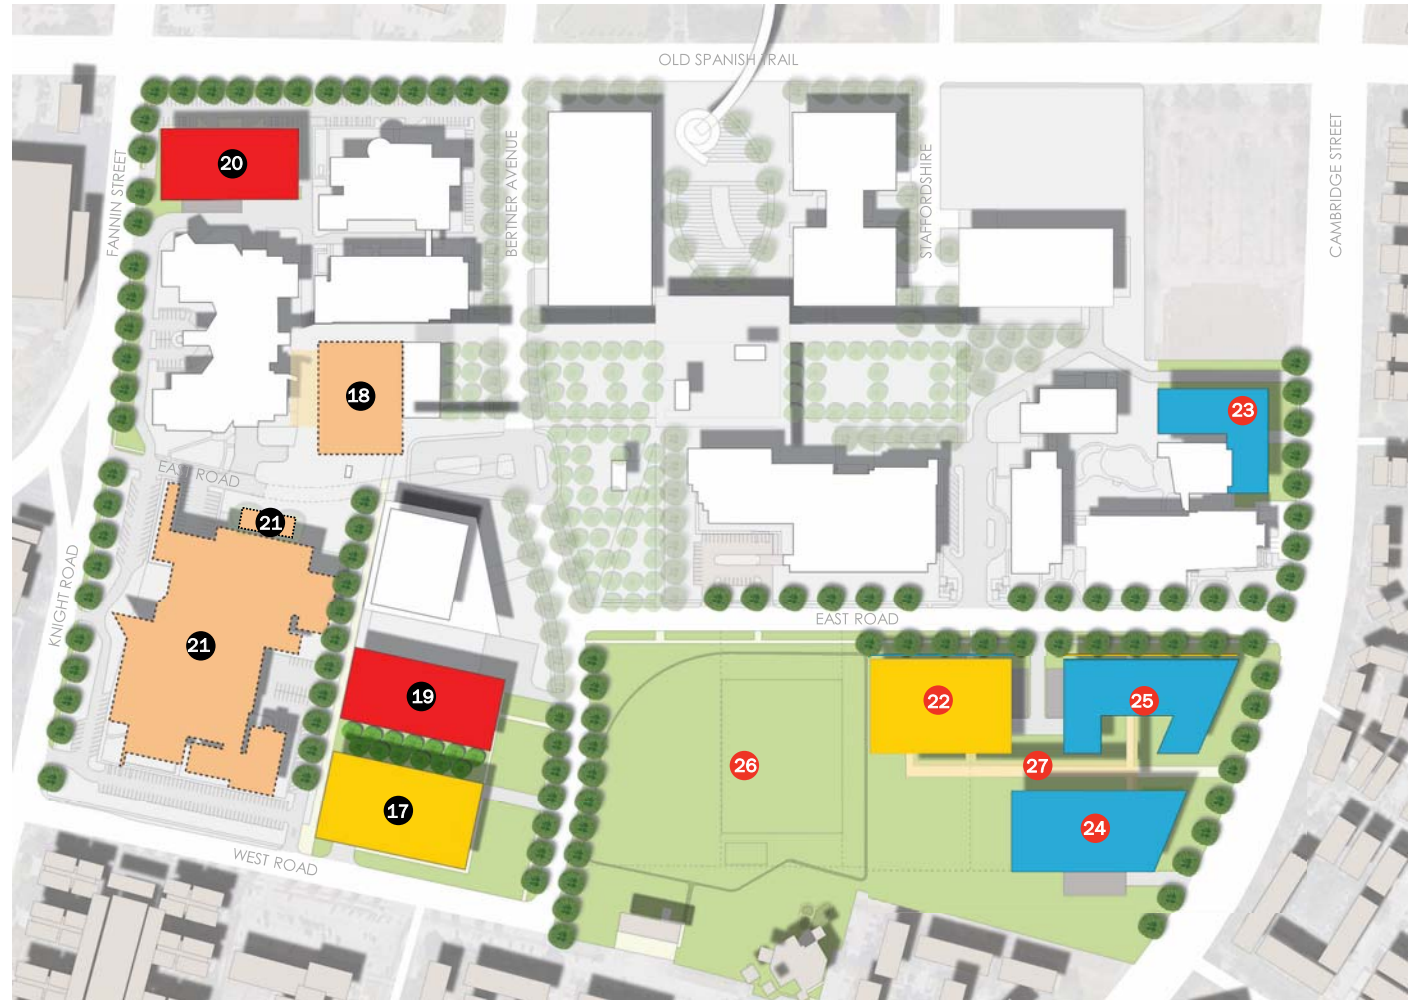 OLD SPANISH TRAIL
FANNIN STREET
BERTNER AVENUE
STAFFORDSHIRE
CAMBRIDGE STREET
20
18
23
EAST ROAD
21
KNIGHT ROAD
21
EAST ROAD
19
22
25
26
27
17
24
WEST ROAD